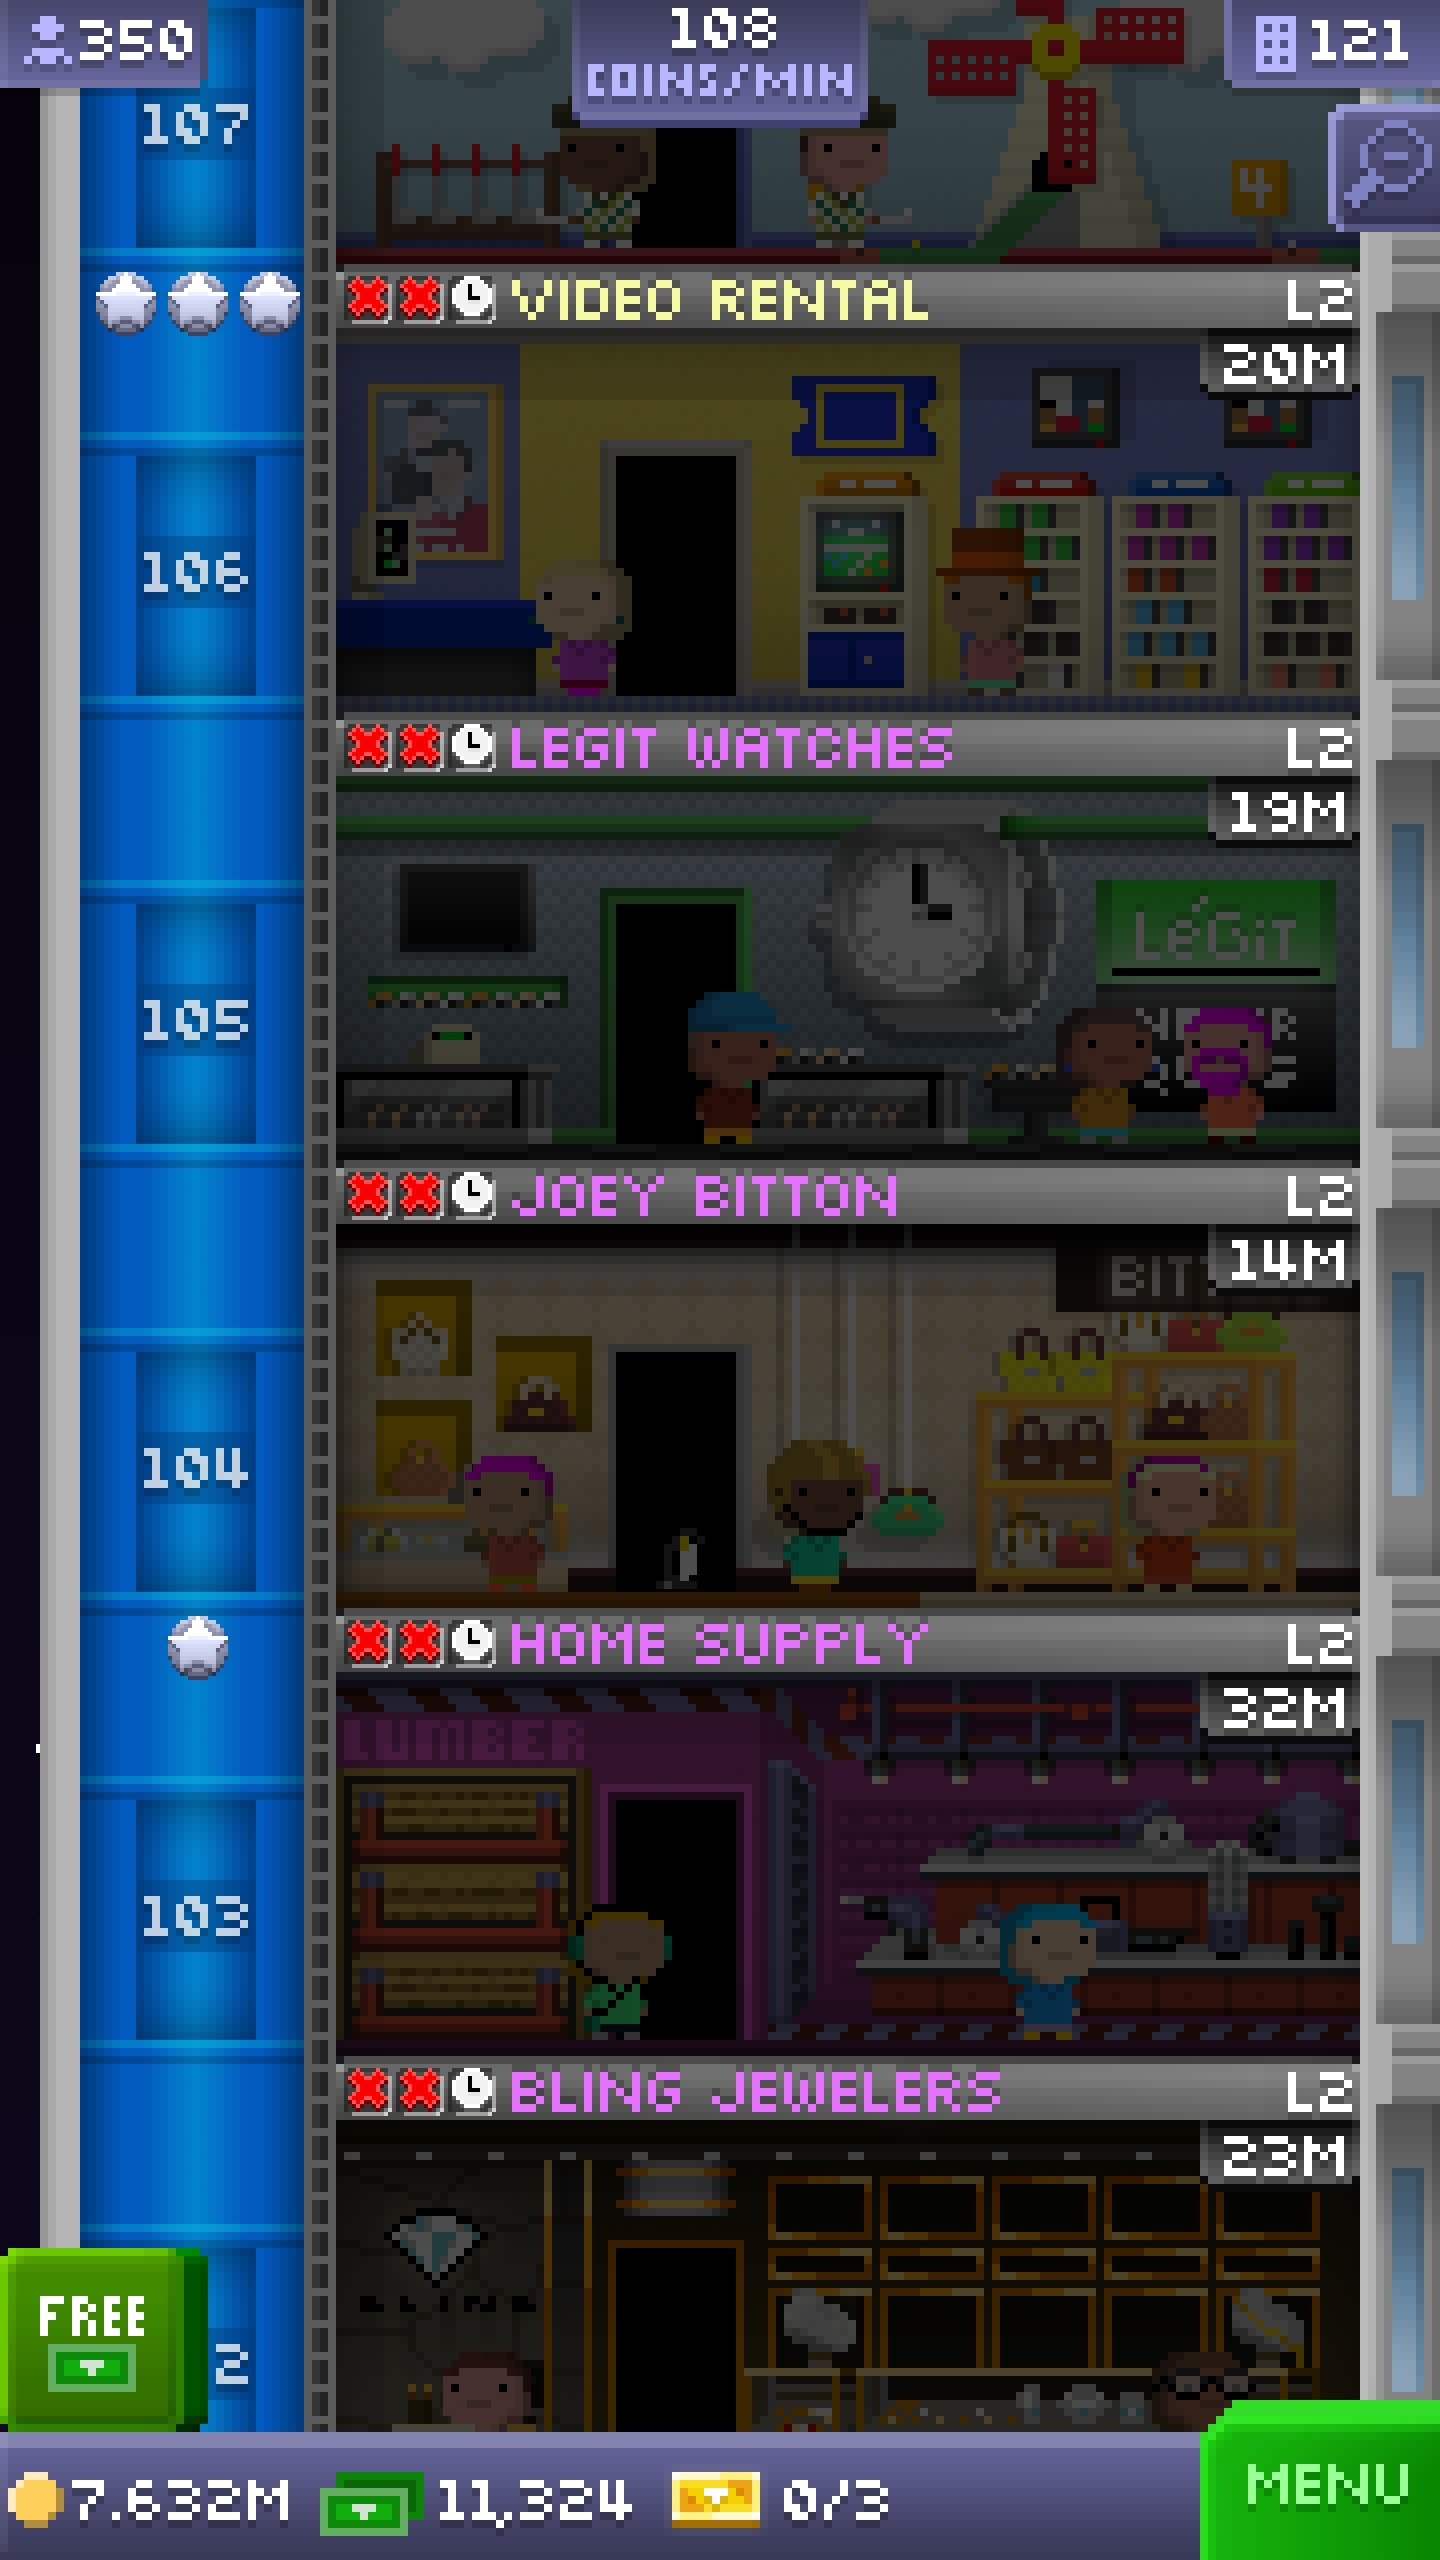 350
108
COINS/MIN
121
107
4
VIDEO RENTAL L2
20M
106
LEGIT WATCHES L2
19M
LéGiT
105
JOEY BITTON L2
14M
104
HOME SUPPLY L2
32M
LUMBER
103
BLING JEWELERS L2
23M
BLING
FREE
2
7.632M 11,324 0/3
MENU